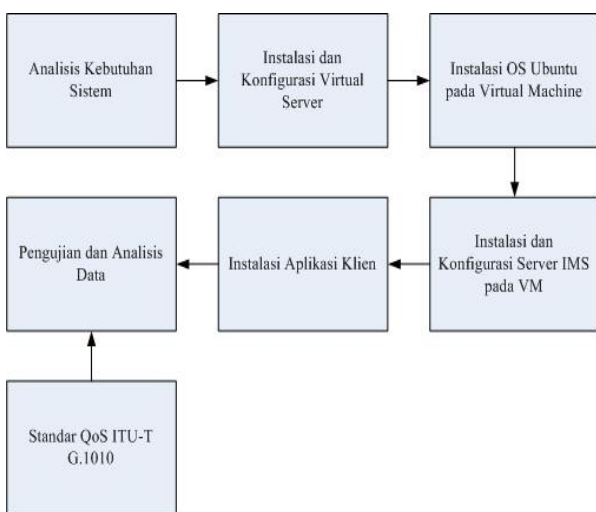 Analisis Kebutuhan
Sistem
Instalasi dan
Konfigurasi Virtual
Server
Instalasi OS Ubuntu
pada Virtual Machine
Instalasi dan
Konfigurasi Server IMS
pada VM
Instalasi Aplikasi Klien
Pengujian dan Analisis
Data
Standar QoS ITU-T
G.1010